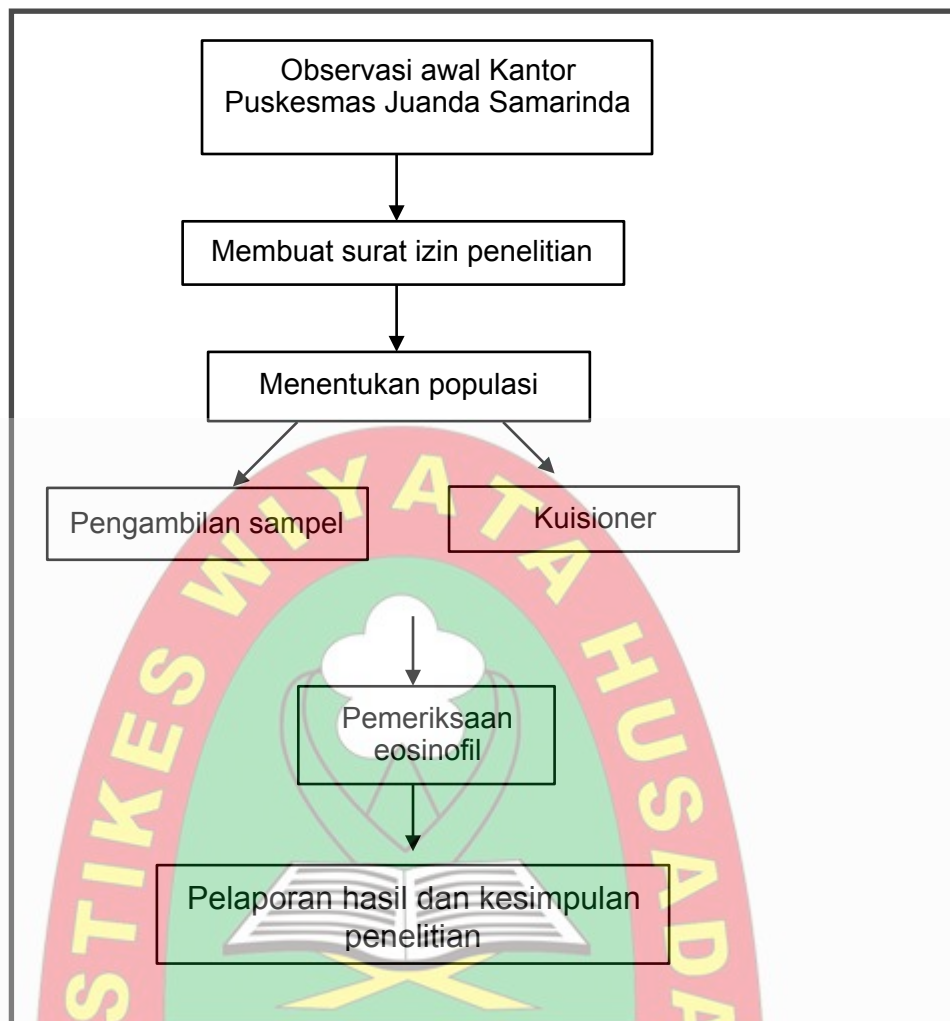 Observasi awal Kantor
Puskesmas Juanda Samarinda
Membuat surat izin penelitian
Menentukan populasi
Pengambilan sampel
Kuisioner
Pemeriksaan
eosinofil
Pelaporan hasil dan kesimpulan
penelitian
STIKES WIYATA HUSADA